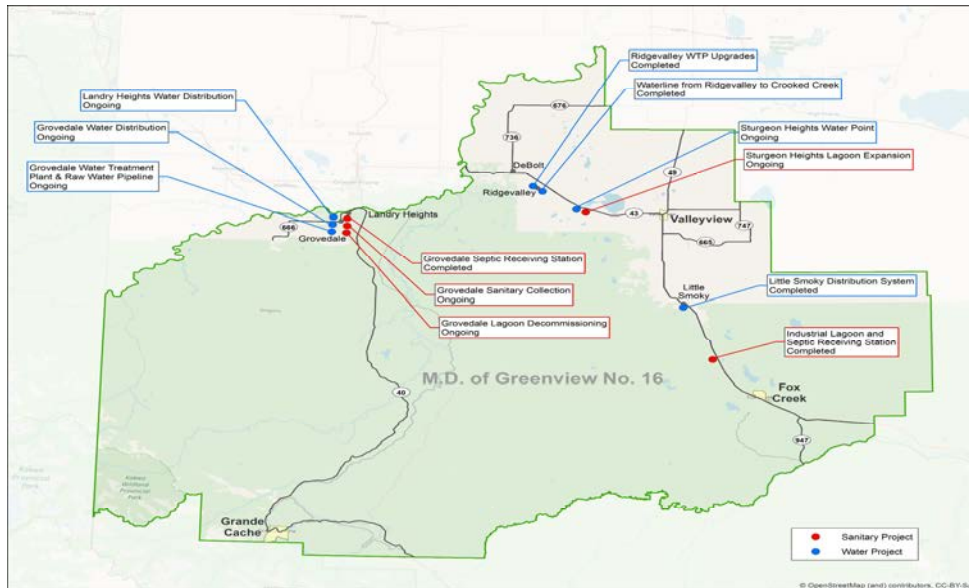 Ridgevalley WTP Upgrades
Completed
Waterline from Ridgevalley to Crooked Creek
Completed
Landry Heights Water Distribution
Ongoing
Grovedale Water Distribution
Ongoing
Grovedale Water Treatment
Plant & Raw Water Pipeline
Ongoing
Sturgeon Heights Water Point
Ongoing
Sturgeon Heights Lagoon Expansion
Ongoing
676
736
DeBolt
49
Ridgevalley
43
Valleyview
747
665
Landry Heights
666
Grovedale
Grovedale Septic Receiving Station
Completed
Grovedale Sanitary Collection
Ongoing
Grovedale Lagoon Decommissioning
Ongoing
Little
Smoky
Little Smoky Distribution System
Completed
Industrial Lagoon and
Septic Receiving Station
Completed
M.D. of Greenview No. 16
40
Fox
Creek
947
Kakwa
Wildland
Provincial
Park
Grande
Cache
Sanitary Project
Water Project
© OpenStreetMap (and) contributors, CC-BY-SA